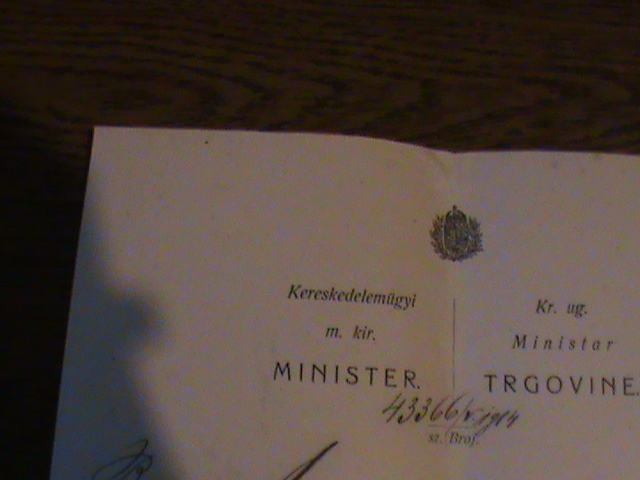 Kereskedelemügyi
m. kir.
MINISTER.
Kr. ug.
Ministar
TRGOVINE.
43366
sz. Broj.